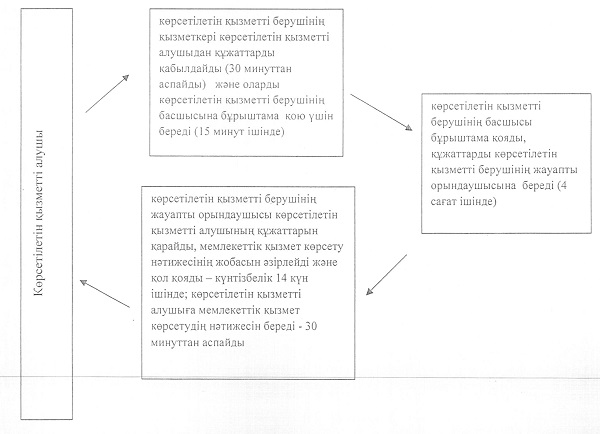 Көрсетілетін қызметті алушы
көрсетілетін қызметті берушінің
қызметкері көрсетілетін қызметті
алушыдан құжаттарды
қабылдайды (30 минуттан
аспайды) және оларды
көрсетілетін қызметті берушінің
басшысына бұрыштама қою үшін
береді (15 минут ішінде)
көрсетілетін қызметті
берушінің басшысы
бұрыштама қояды,
құжаттарды көрсетілетін
қызметті берушінің жауапты
орындаушысына береді (4
сағат ішінде)
көрсетілетін қызметті берушінің
жауапты орындаушысы көрсетілетін
қызметті алушының құжаттарын
қарайды, мемлекеттік қызмет көрсету
нәтижесінің жобасын әзірлейді және
қол қояды – күнтізбелік 14 күн
ішінде; көрсетілетін қызметті
алушыға мемлекеттік қызмет
көрсетудің нәтижесін береді - 30
минуттан аспайды